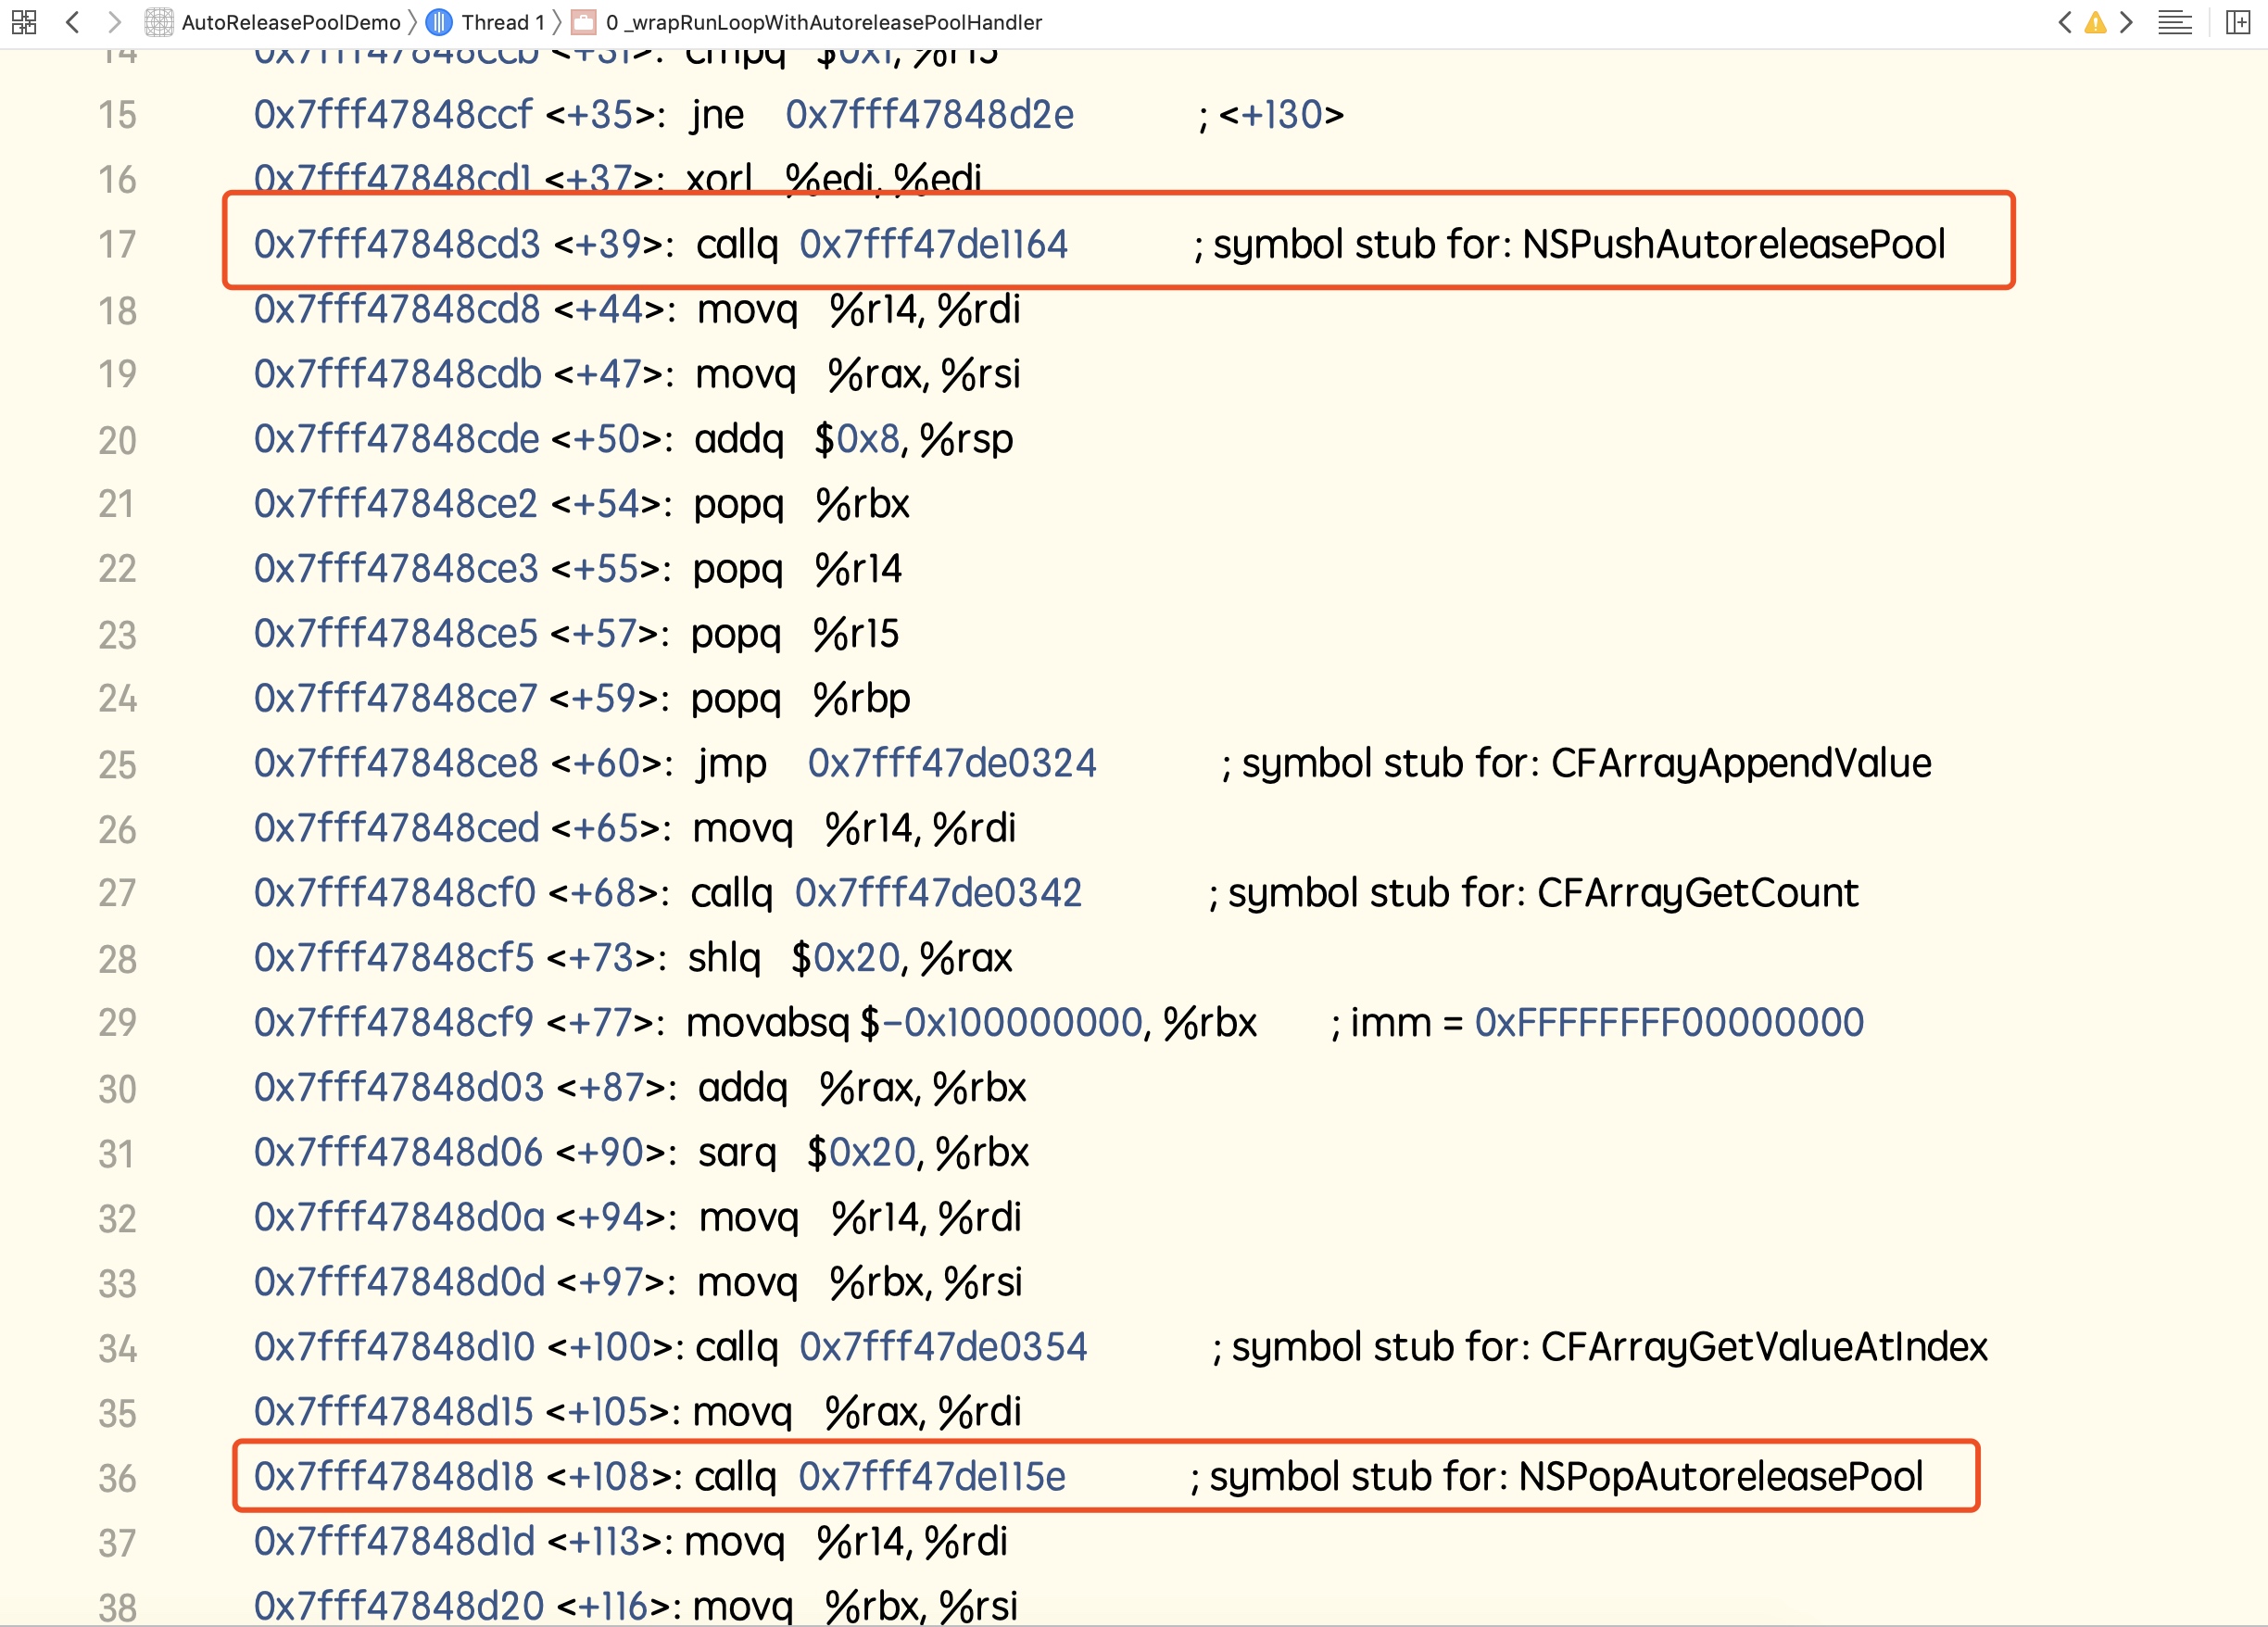 AutoReleasePoolDemo Thread 1 0 _wrapRunLoopWithAutoreleasePoolHandler
14 0x7fff47848ccb <+31>: cmpq $0x1, %r15
15 0x7fff47848ccf <+35>: jne 0x7fff47848d2e ; <+130>
16 0x7fff47848cd1 <+37>: xorl %edi, %edi
17 0x7fff47848cd3 <+39>: callq 0x7fff47de1164 ; symbol stub for: NSPushAutoreleasePool
18 0x7fff47848cd8 <+44>: movq %r14, %rdi
19 0x7fff47848cdb <+47>: movq %rax, %rsi
20 0x7fff47848cde <+50>: addq $0x8, %rsp
21 0x7fff47848ce2 <+54>: popq %rbx
22 0x7fff47848ce3 <+55>: popq %r14
23 0x7fff47848ce5 <+57>: popq %r15
24 0x7fff47848ce7 <+59>: popq %rbp
25 0x7fff47848ce8 <+60>: jmp 0x7fff47de0324 ; symbol stub for: CFArrayAppendValue
26 0x7fff47848ced <+65>: movq %r14, %rdi
27 0x7fff47848cf0 <+68>: callq 0x7fff47de0342 ; symbol stub for: CFArrayGetCount
28 0x7fff47848cf5 <+73>: shlq $0x20, %rax
29 0x7fff47848cf9 <+77>: movabsq $-0x100000000, %rbx ; imm = 0xFFFFFFFF00000000
30 0x7fff47848d03 <+87>: addq %rax, %rbx
31 0x7fff47848d06 <+90>: sarq $0x20, %rbx
32 0x7fff47848d0a <+94>: movq %r14, %rdi
33 0x7fff47848d0d <+97>: movq %rbx, %rsi
34 0x7fff47848d10 <+100>: callq 0x7fff47de0354 ; symbol stub for: CFArrayGetValueAtIndex
35 0x7fff47848d15 <+105>: movq %rax, %rdi
36 0x7fff47848d18 <+108>: callq 0x7fff47de115e ; symbol stub for: NSPopAutoreleasePool
37 0x7fff47848d1d <+113>: movq %r14, %rdi
38 0x7fff47848d20 <+116>: movq %rbx, %rsi